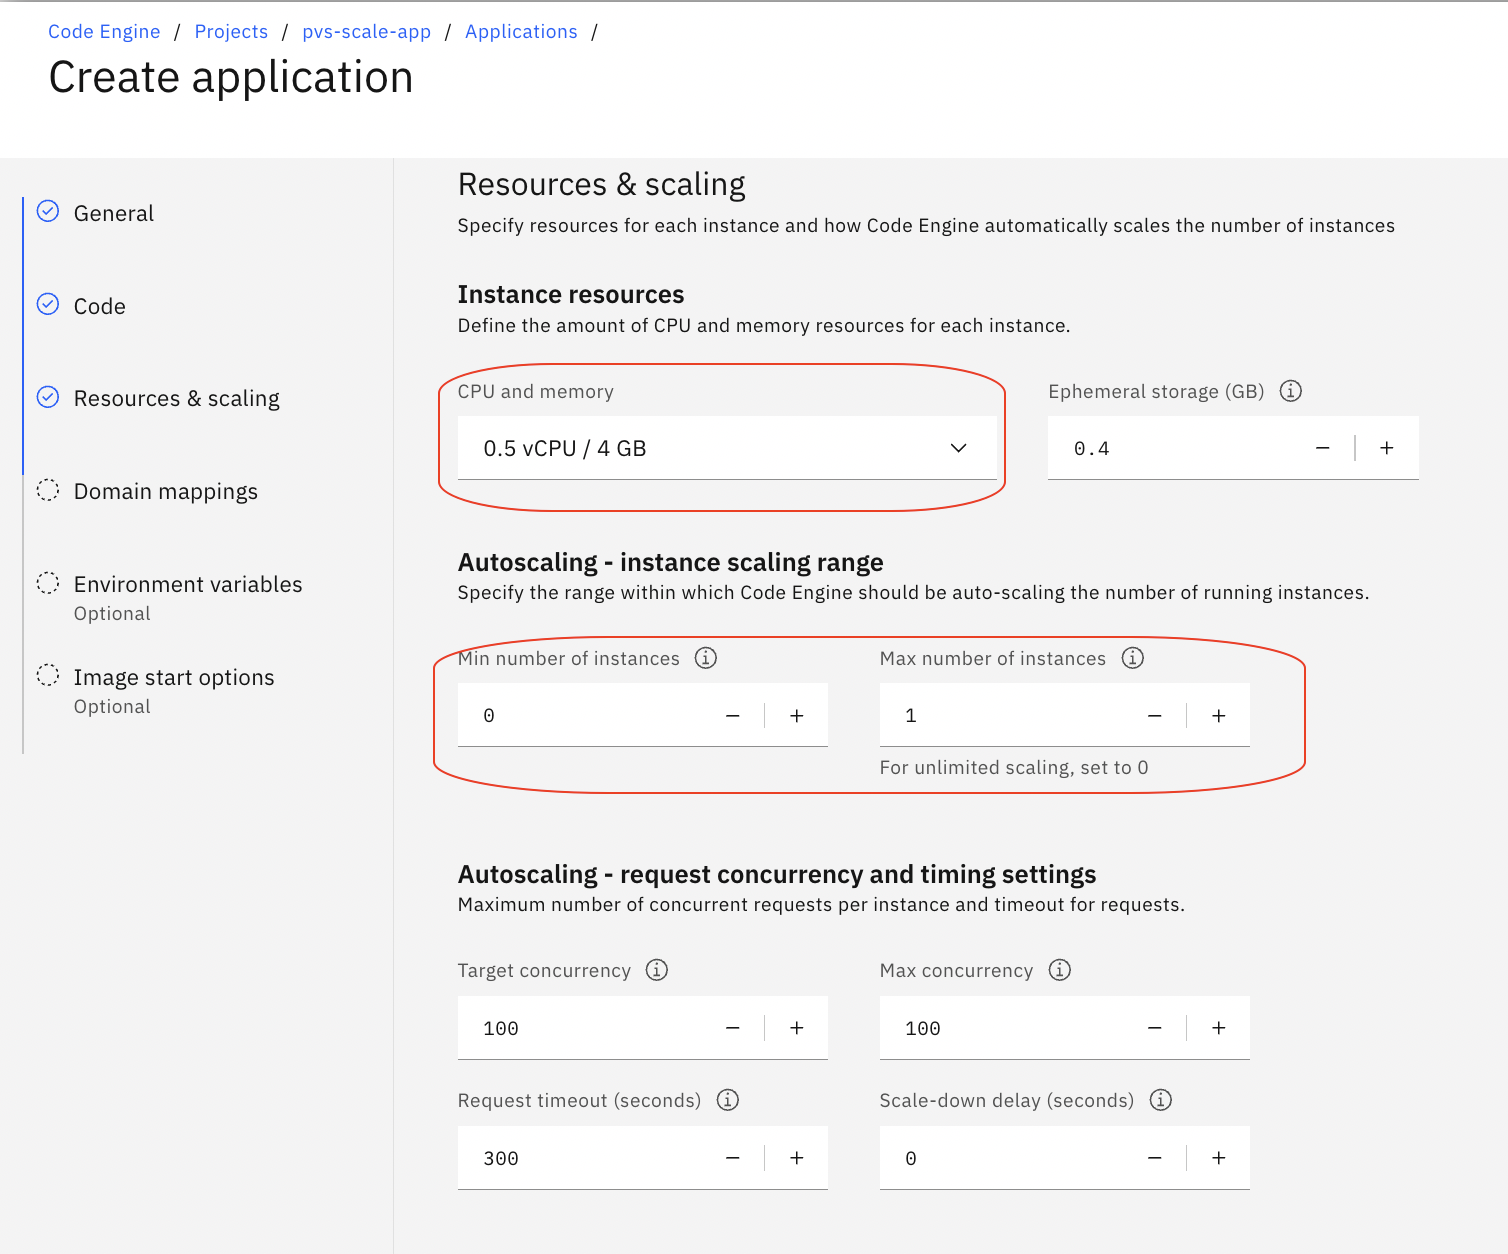 Code Engine / Projects / pvs-scale-app / Applications /
Create application
General
Code
Resources & scaling
Domain mappings
Environment variables
Optional
Image start options
Optional
Resources & scaling
Specify resources for each instance and how Code Engine automatically scales the number of instances
Instance resources
Define the amount of CPU and memory resources for each instance.
CPU and memory
0.5 vCPU / 4 GB
Ephemeral storage (GB)
0.4
Autoscaling - instance scaling range
Specify the range within which Code Engine should be auto-scaling the number of running instances.
Min number of instances
0
Max number of instances
1
For unlimited scaling, set to 0
Autoscaling - request concurrency and timing settings
Maximum number of concurrent requests per instance and timeout for requests.
Target concurrency
100
Max concurrency
100
Request timeout (seconds)
300
Scale-down delay (seconds)
0